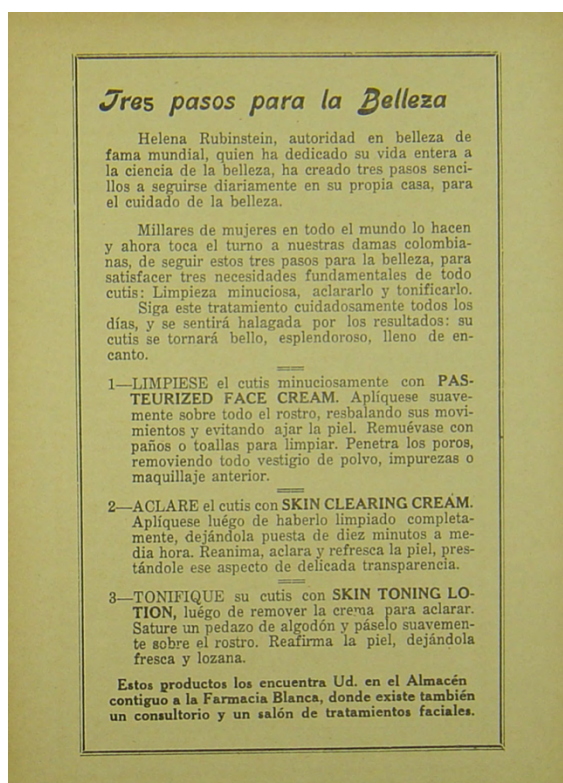 Tres pasos para la Belleza
Helena Rubinstein, autoridad en belleza de
fama mundial, quien ha dedicado su vida entera a
la ciencia de la belleza, ha creado tres pasos senci-
llos a seguirse diariamente en su propia casa, para
el cuidado de la belleza.
Millares de mujeres en todo el mundo lo hacen
y ahora toca el turno a nuestras damas colombia-
nas, de seguir estos tres pasos para la belleza, para
satisfacer tres necesidades fundamentales de todo
cutis: Limpieza minuciosa, aclararlo y tonificarlo.
Siga este tratamiento cuidadosamente todos los
días, y se sentirá halagada por los resultados: su
cutis se tornará bello, esplendoroso, lleno de en-
canto.
1—LIMPIESE el cutis minuciosamente con PAS-
TEURIZED FACE CREAM. Aplíquese suave-
mente sobre todo el rostro, resbalando sus movi-
mientos y evitando ajar la piel. Remuévase con
paños o toallas para limpiar. Penetra los poros,
removiendo todo vestigio de polvo, impurezas o
maquillaje anterior.
2—ACLARE el cutis con SKIN CLEARING CREAM.
Aplíquese luégo de haberlo limpiado completa-
mente, dejándola puesta de diez minutos a me-
dia hora. Reanima, aclara y refresca la piel, pres-
tándole ese aspecto de delicada transparencia.
3—TONIFIQUE su cutis con SKIN TONING LO-
TION, luégo de remover la crema para aclarar.
Sature un pedazo de algodón y páselo suavemen-
te sobre el rostro. Reafirma la piel, dejándola
fresca y lozana.
Estos productos los encuentra Ud. en el Almacén
contiguo a la Farmacia Blanca, donde existe también
un consultorio y un salón de tratamientos faciales.